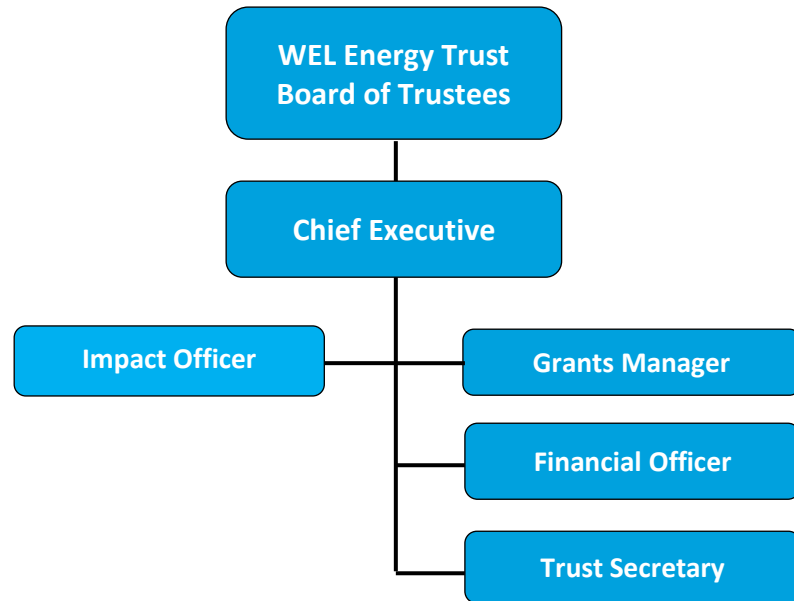 WEL Energy Trust
Board of Trustees
Chief Executive
Impact Officer
Grants Manager
Financial Officer
Trust Secretary